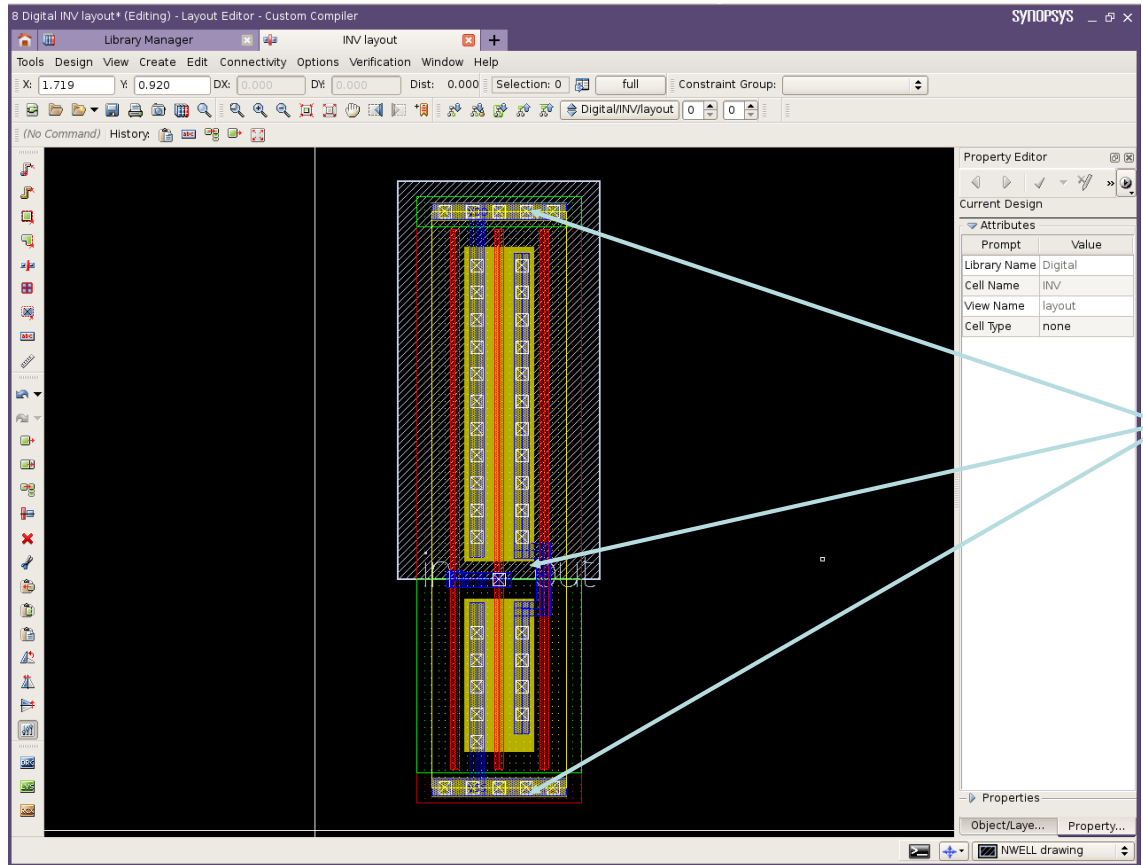 8 Digital INV layout* (Editing) - Layout Editor - Custom Compiler
SYNOPSYS
Library Manager
INV layout
Tools Design View Create Edit Connectivity Options Verification Window Help
X: 1.719 Y: 0.920 DX: 0.000 DY: 0.000 Dist: 0.000 Selection: 0 full Constraint Group:
Digital/INV/layout 0 0
(No Command) History:
Property Editor
Current Design
Attributes
Prompt Value
Library Name Digital
Cell Name INV
View Name layout
Cell Type none
in out
Properties
Object/Laye... Property...
NWELL drawing